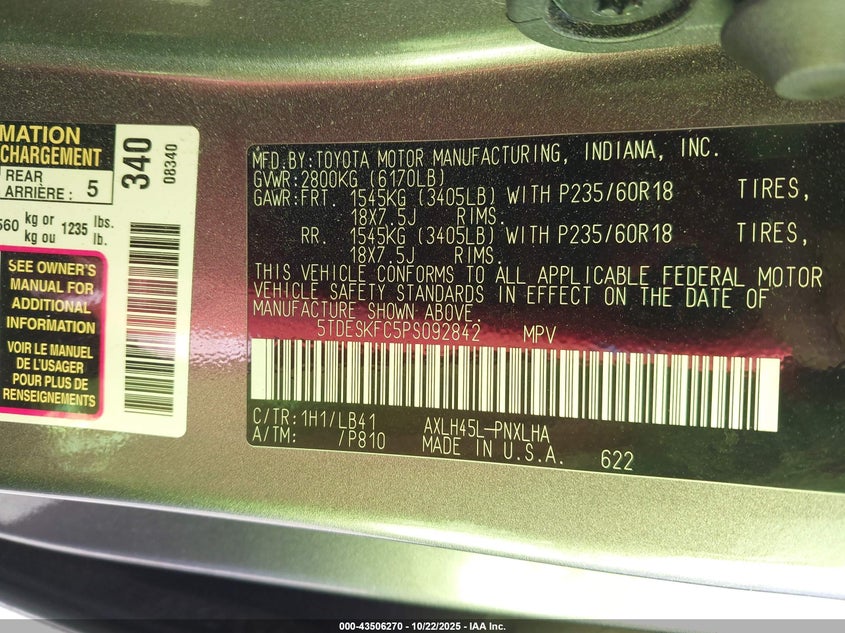 MATION
CHARGEMENT
REAR
ARRIÈRE : 5
560 kg or 1235 lbs.
kg ou lb.
340
08340
SEE OWNER'S
MANUAL FOR
ADDITIONAL
INFORMATION
VOIR LE MANUEL
DE L'USAGER
POUR PLUS DE
RENSEIGNEMENTS
MFD.BY:TOYOTA MOTOR MANUFACTURING, INDIANA, INC.
GVWR:2800KG (6170LB)
GAWR:FRT. 1545KG (3405LB) WITH P235/60R18 TIRES,
18X7.5J RIMS.
RR. 1545KG (3405LB) WITH P235/60R18 TIRES,
18X7.5J RIMS.
THIS VEHICLE CONFORMS TO ALL APPLICABLE FEDERAL MOTOR
VEHICLE SAFETY STANDARDS IN EFFECT ON THE DATE OF
MANUFACTURE SHOWN ABOVE.
5TDESKFC5PS092842 MPV
C/TR:1H1/LB41 AXLH45L-PNXLHA
A/TM: /P810 MADE IN U.S.A. 622
000-43506270 - 10/22/2025 - IAA Inc.